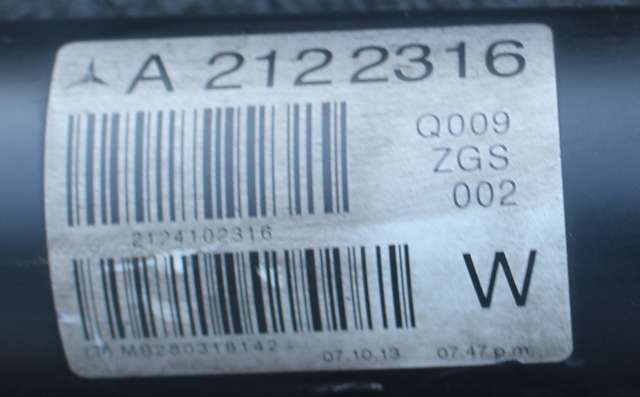 A 2122316
Q009
ZGS
002
2124102316
W
MB280318142
07.10.13 07.47 p.m.